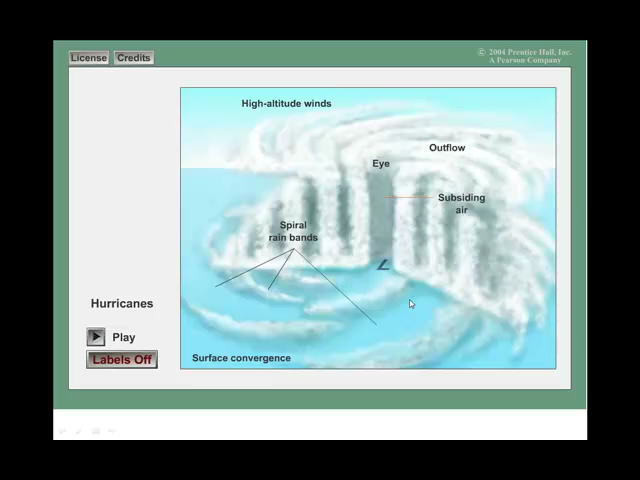 License
Credits
© 2004 Prentice Hall, Inc.
A Pearson Company
High-altitude winds
Outflow
Eye
Subsiding
air
Spiral
rain bands
Hurricanes
Play
Labels Off
Surface convergence